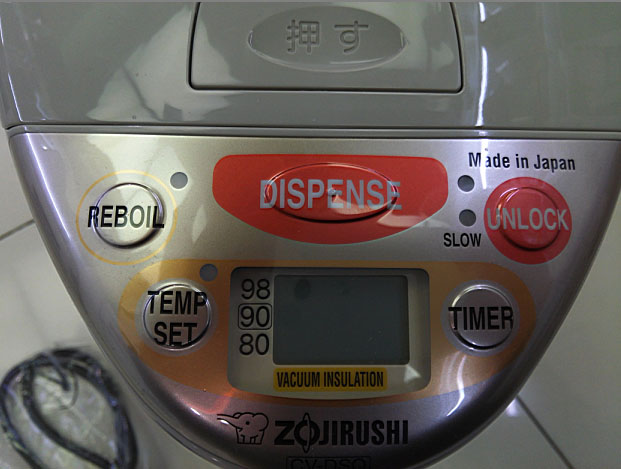 押す
Made in Japan
REBOIL
DISPENSE
UNLOCK
SLOW
TEMP
SET
98
90
80
TIMER
VACUUM INSULATION
ZOJIRUSHI